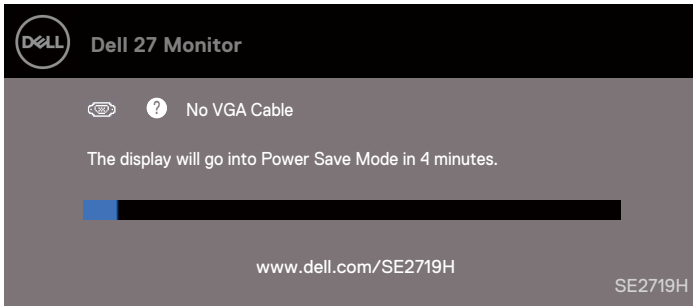 DELL
Dell 27 Monitor
? No VGA Cable
The display will go into Power Save Mode in 4 minutes.
www.dell.com/SE2719H
SE2719H